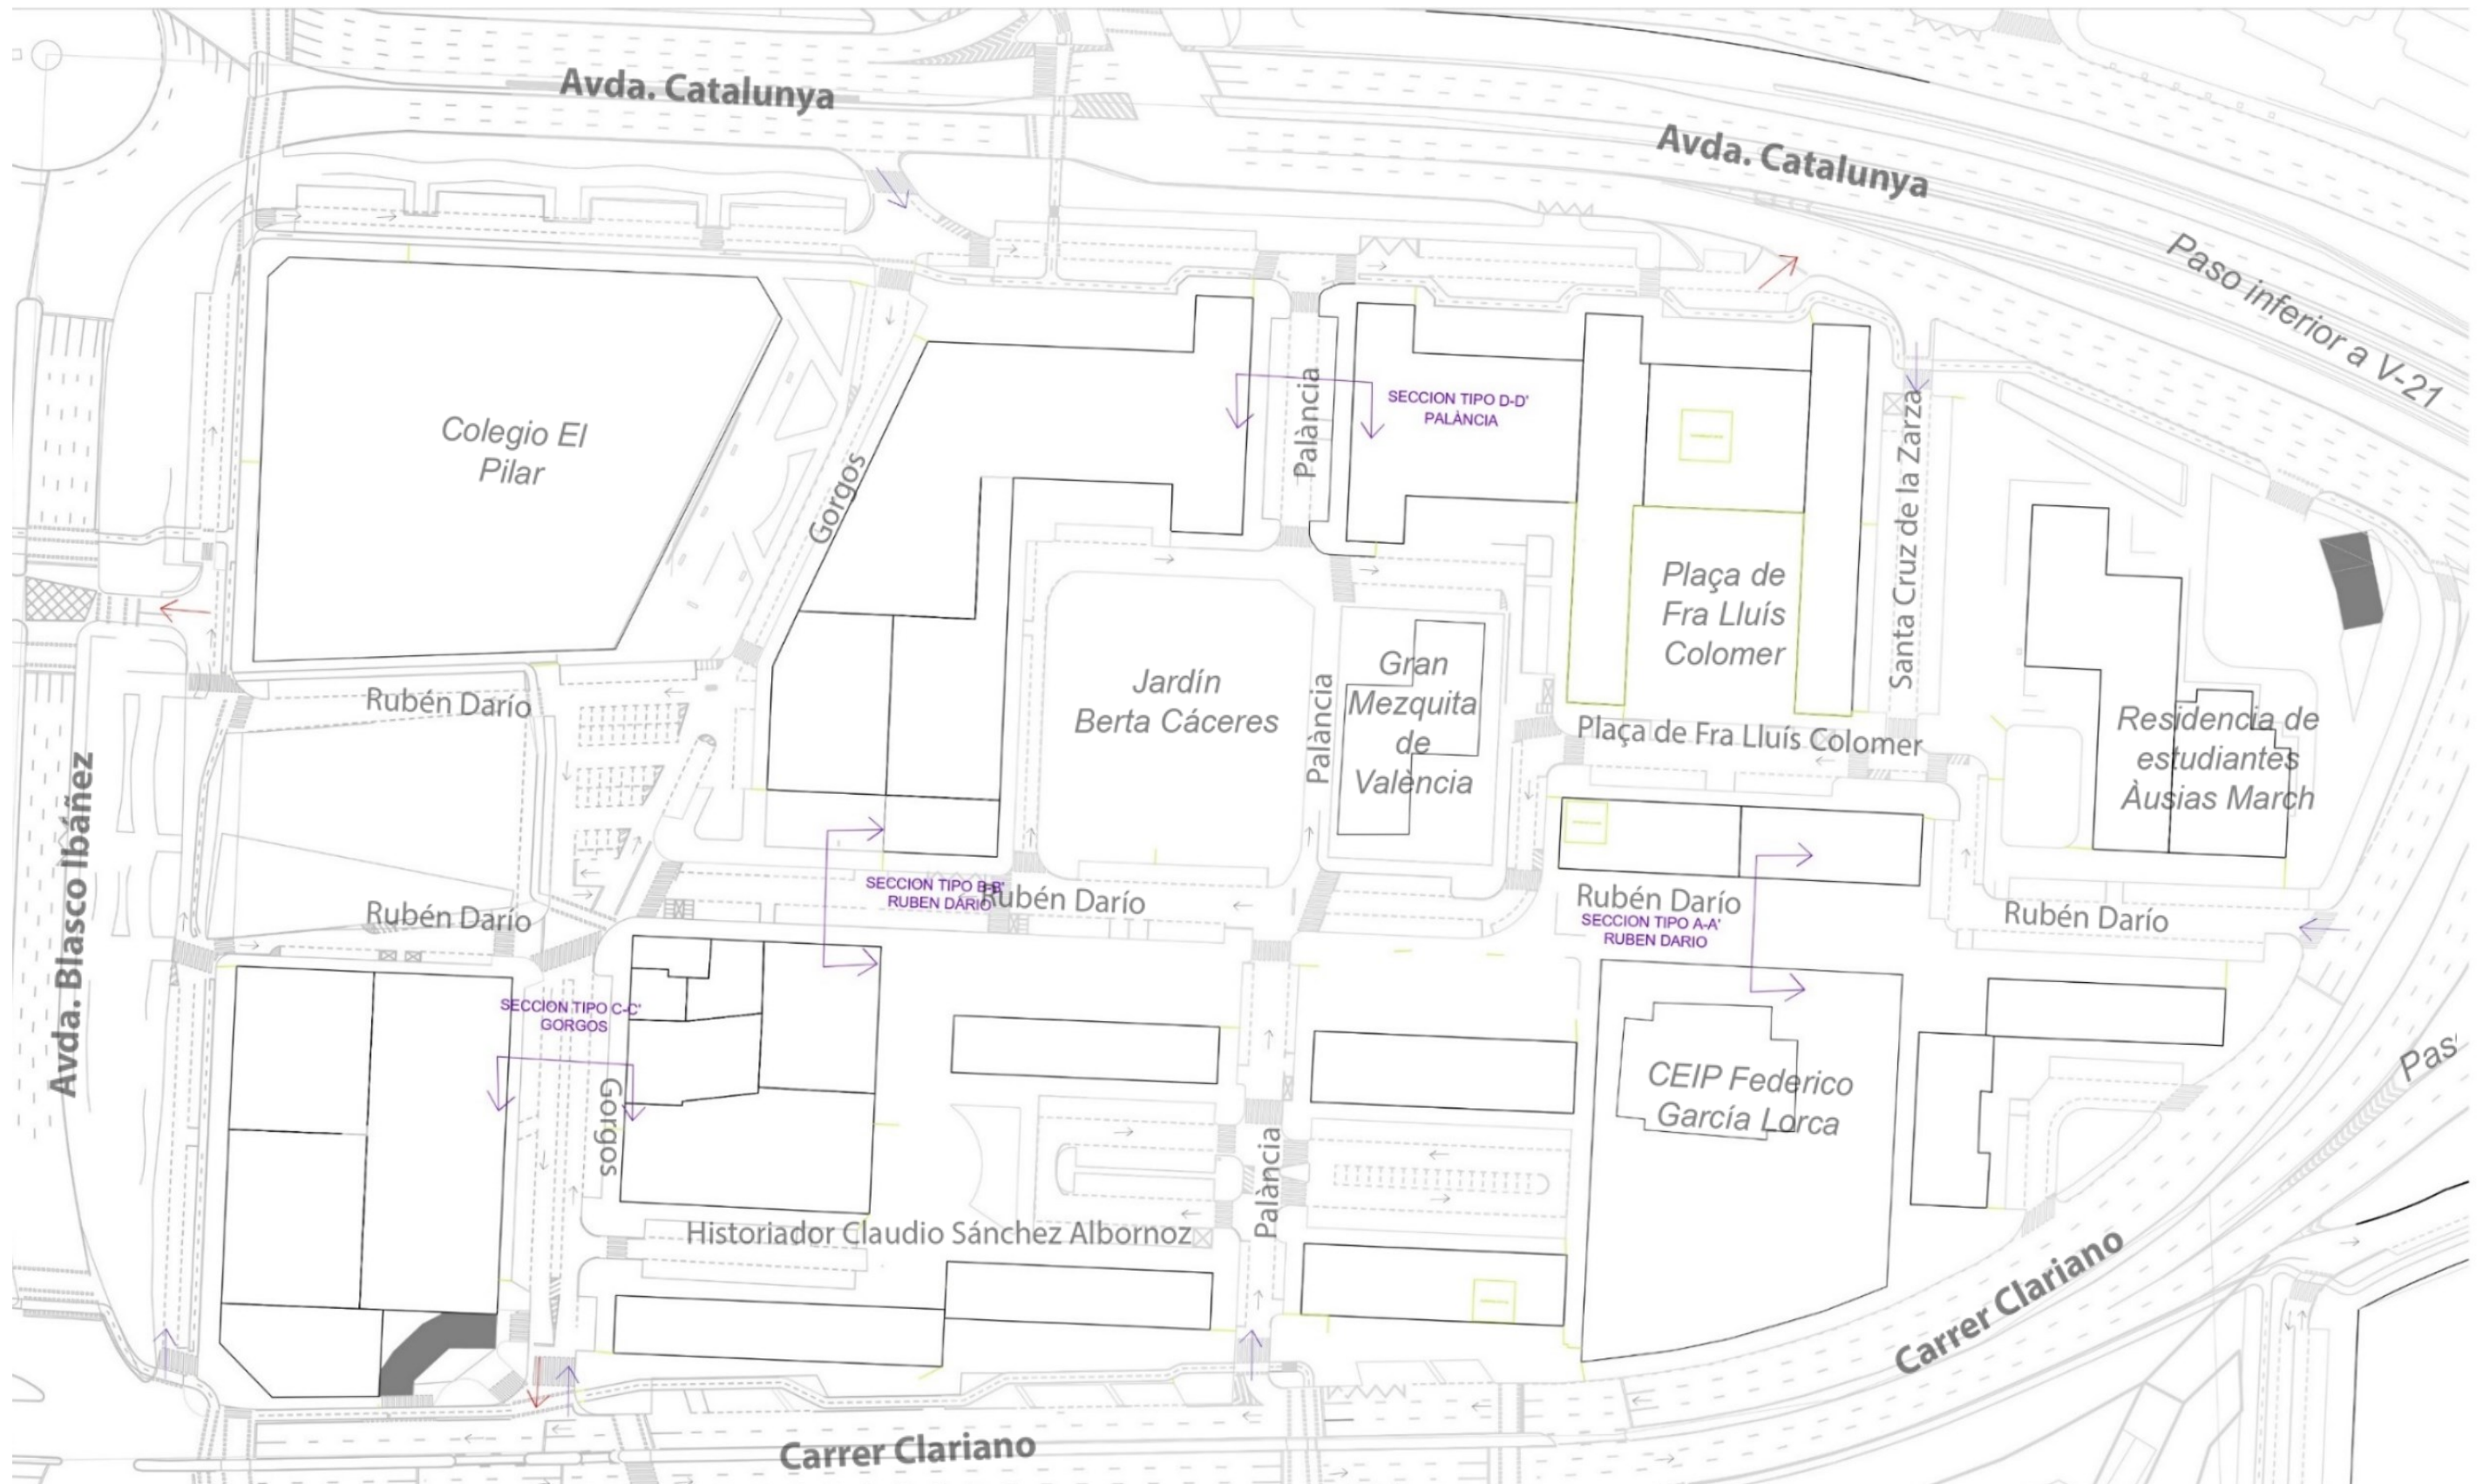 Avda. Catalunya
Avda. Catalunya
Paso inferior a V-21
SECCION TIPO D-D'
PALÀNCIA
Palància
Colegio El
Pilar
Gorgos
Santa Cruz de la Zarza
Plaça de
Fra Lluís
Colomer
Jardín
Berta Cáceres
Palància
Gran
Mezquita
de
València
Rubén Darío
Plaça de Fra Lluís Colomer
Residencia de
estudiantes
Àusias March
Avda. Blasco Ibáñez
SECCION TIPO B-B'
RUBEN DARIO
Rubén Darío
Rubén Darío
Rubén Darío
SECCION TIPO A-A'
RUBEN DARIO
Rubén Darío
SECCION TIPO C-C'
GORGOS
Gorgos
CEIP Federico
García Lorca
Pas
Palància
Historiador Claudio Sánchez Albornoz
Carrer Clariano
Carrer Clariano